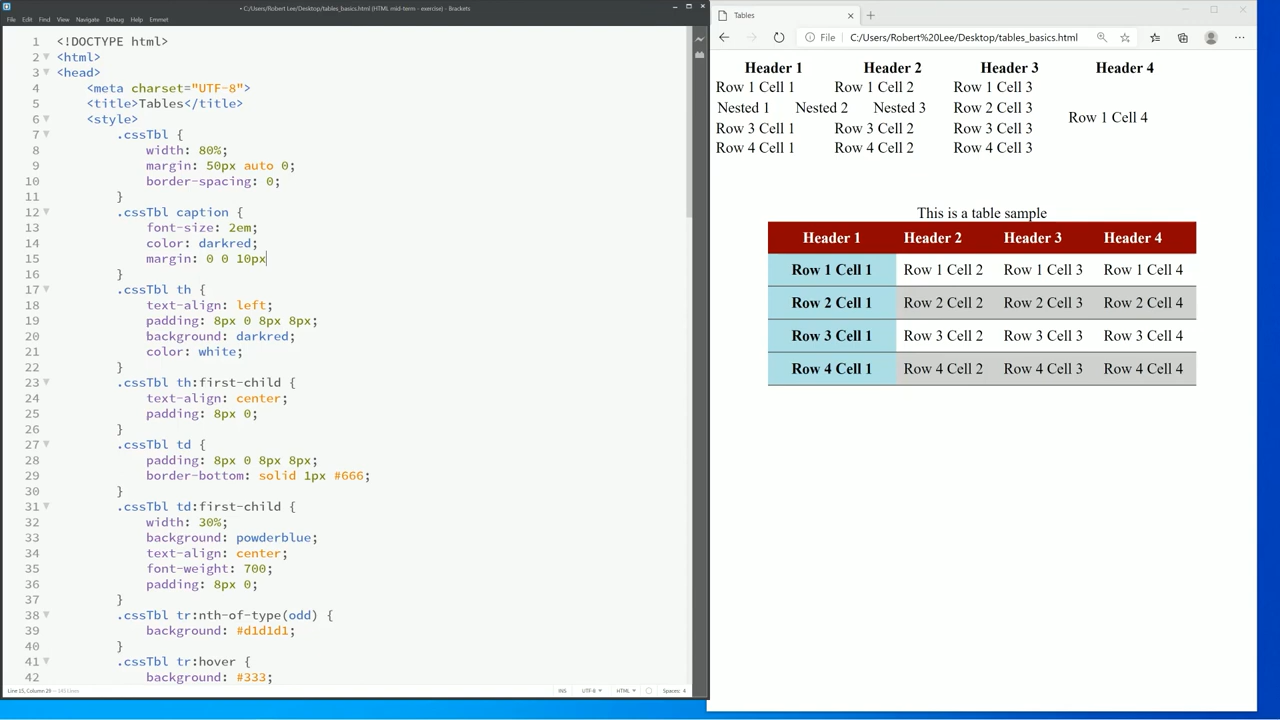 • C:/Users/Robert Lee/Desktop/tables_basics.html (HTML mid-term - exercise) - Brackets
File Edit Find View Navigate Debug Help Emmet
1 <!DOCTYPE html>
2 <html>
3 <head>
4 <meta charset="UTF-8">
5 <title>Tables</title>
6 <style>
7 .cssTbl {
8 width: 80%;
9 margin: 50px auto 0;
10 border-spacing: 0;
11 }
12 .cssTbl caption {
13 font-size: 2em;
14 color: darkred;
15 margin: 0 0 10px
16 }
17 .cssTbl th {
18 text-align: left;
19 padding: 8px 0 8px 8px;
20 background: darkred;
21 color: white;
22 }
23 .cssTbl th:first-child {
24 text-align: center;
25 padding: 8px 0;
26 }
27 .cssTbl td {
28 padding: 8px 0 8px 8px;
29 border-bottom: solid 1px #666;
30 }
31 .cssTbl td:first-child {
32 width: 30%;
33 background: powderblue;
34 text-align: center;
35 font-weight: 700;
36 padding: 8px 0;
37 }
38 .cssTbl tr:nth-of-type(odd) {
39 background: #d1d1d1;
40 }
41 .cssTbl tr:hover {
42 background: #333;
INS UTF-8 HTML Spaces: 4
Tables
File C:/Users/Robert%20Lee/Desktop/tables_basics.html
Header 1 Header 2 Header 3 Header 4
Row 1 Cell 1 Row 1 Cell 2 Row 1 Cell 3
Nested 1 Nested 2 Nested 3 Row 2 Cell 3
Row 1 Cell 4
Row 3 Cell 1 Row 3 Cell 2 Row 3 Cell 3
Row 4 Cell 1 Row 4 Cell 2 Row 4 Cell 3
This is a table sample
Header 1 Header 2 Header 3 Header 4
Row 1 Cell 1 Row 1 Cell 2 Row 1 Cell 3 Row 1 Cell 4
Row 2 Cell 1 Row 2 Cell 2 Row 2 Cell 3 Row 2 Cell 4
Row 3 Cell 1 Row 3 Cell 2 Row 3 Cell 3 Row 3 Cell 4
Row 4 Cell 1 Row 4 Cell 2 Row 4 Cell 3 Row 4 Cell 4